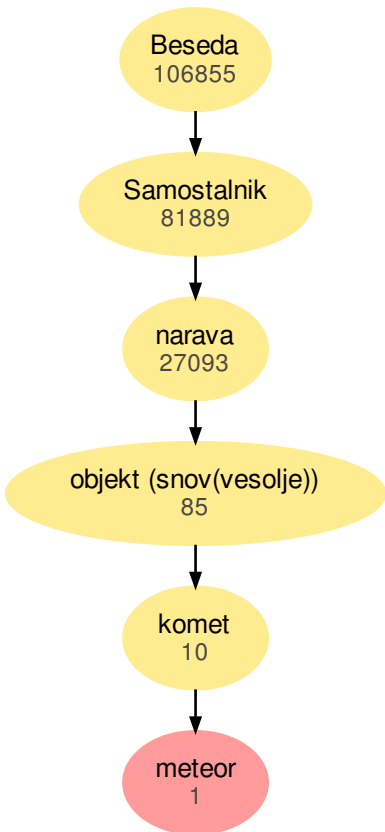 Beseda
106855
Samostalnik
81889
narava
27093
objekt (snov(vesolje))
85
komet
10
meteor
1